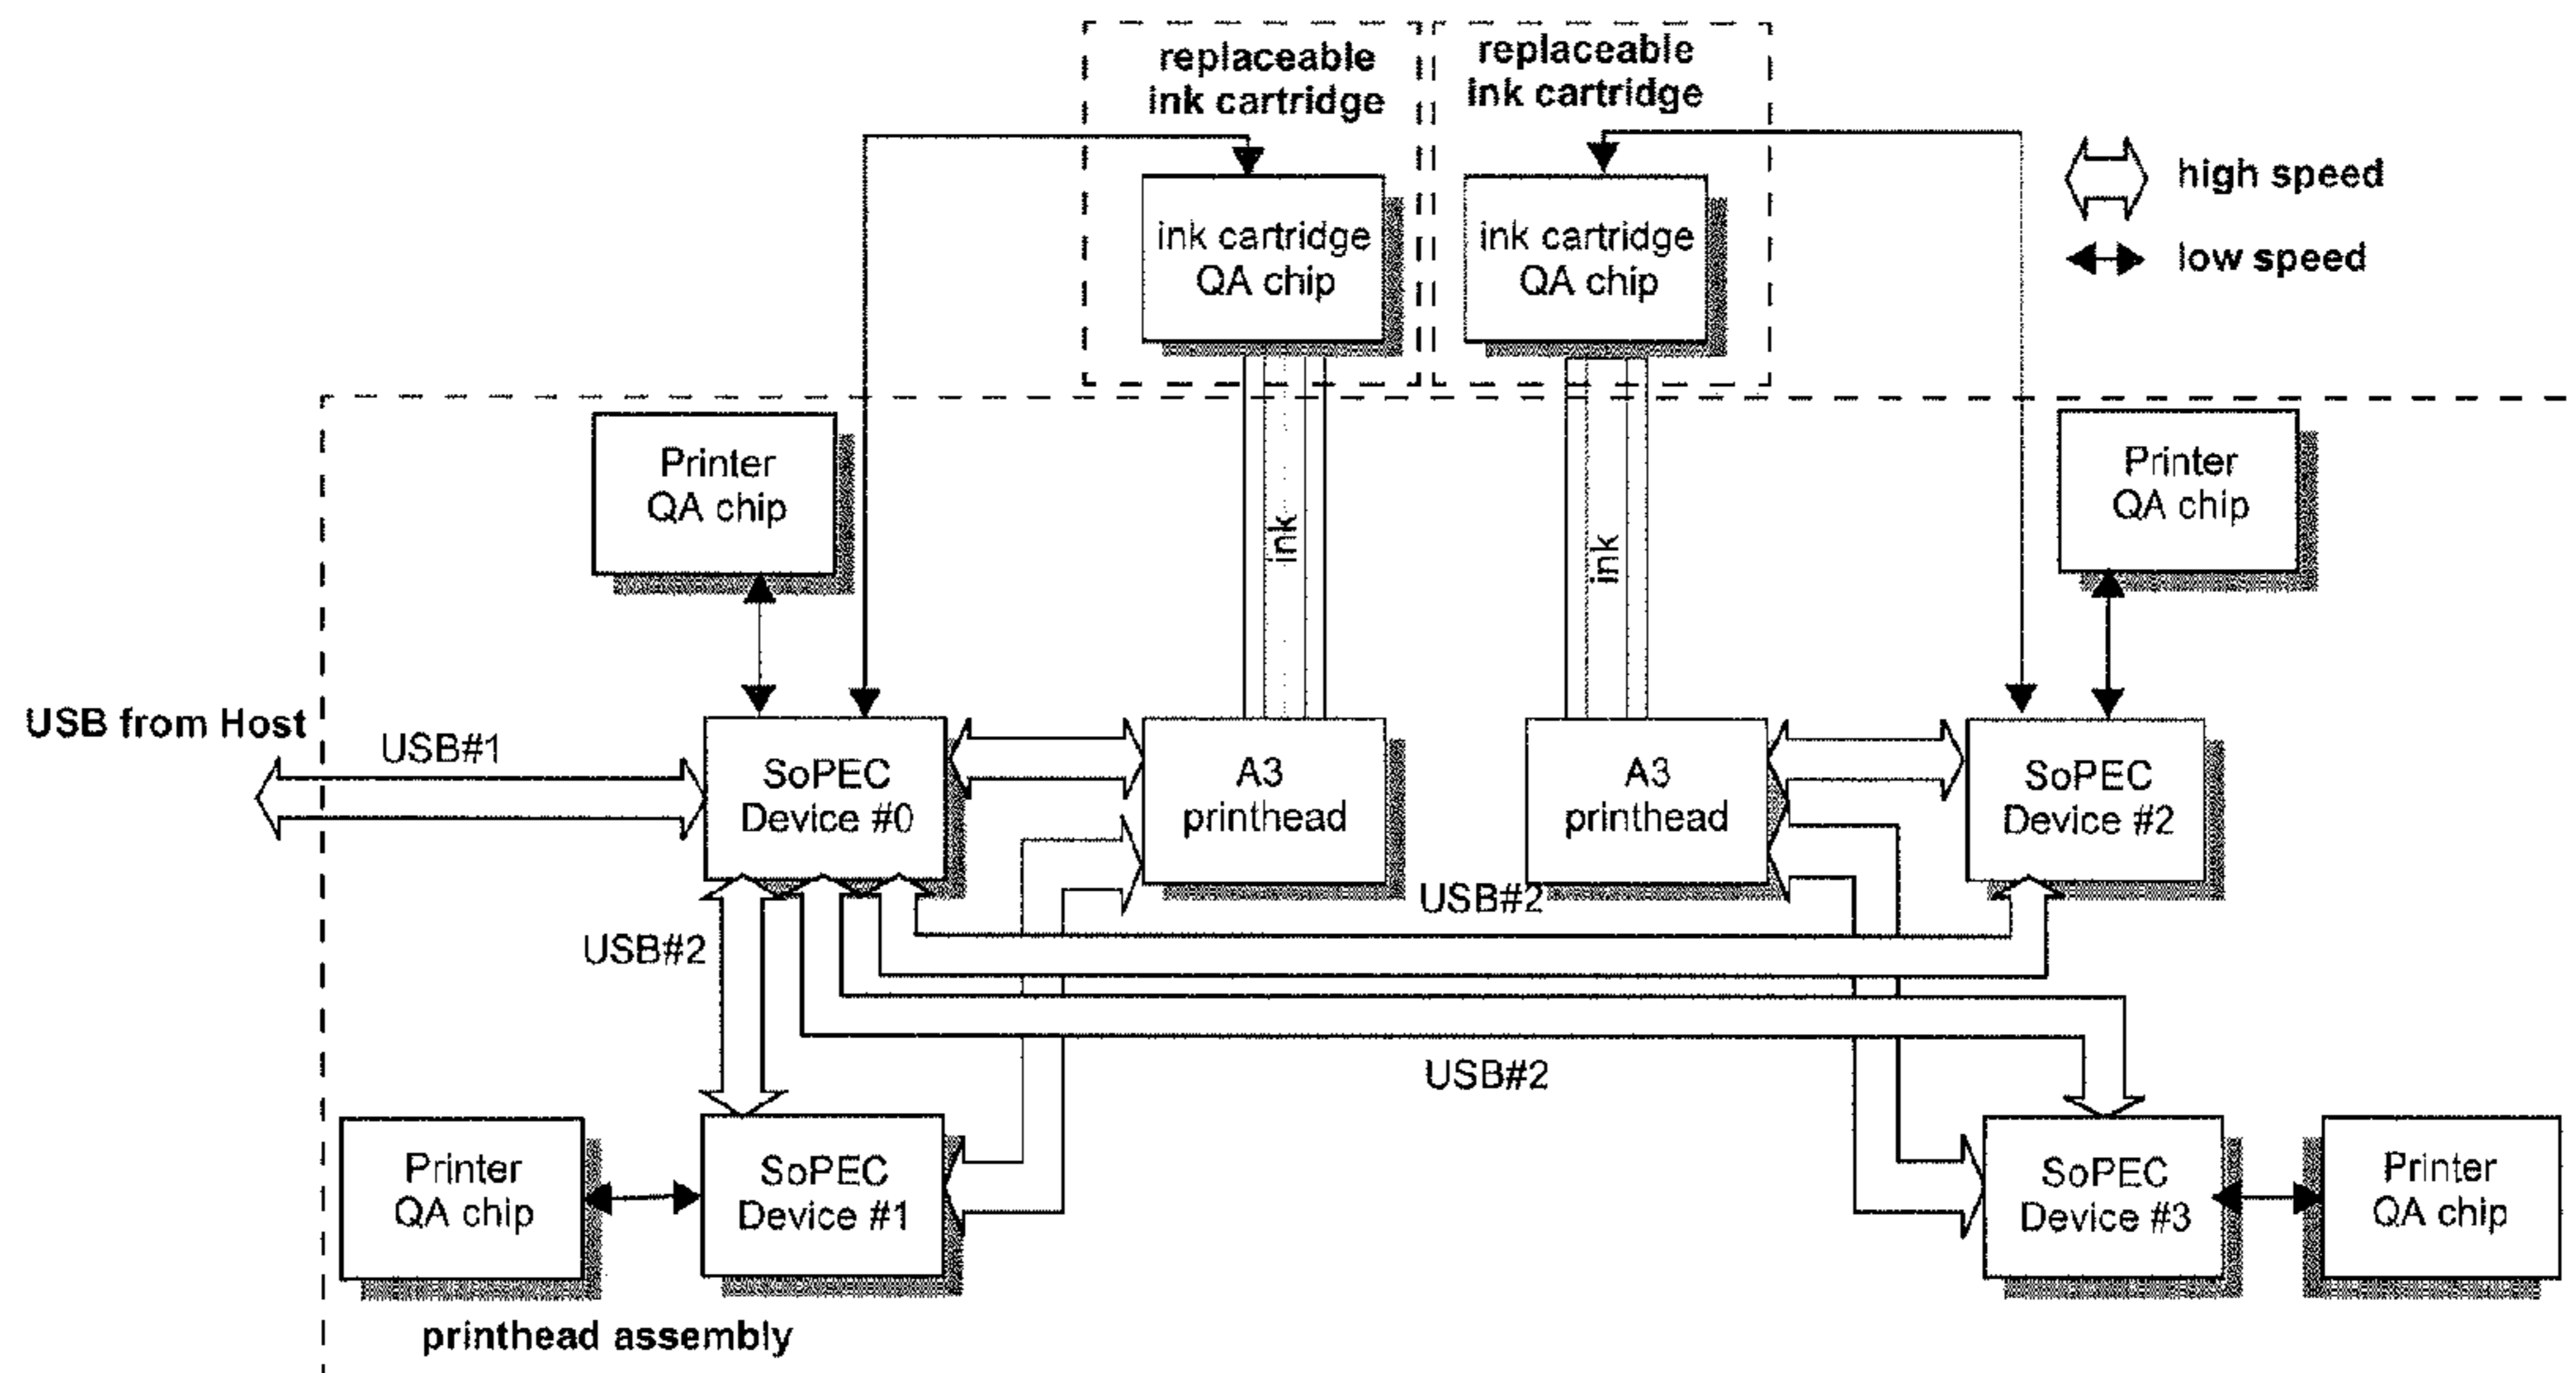 replaceable
ink cartridge
replaceable
ink cartridge
high speed
low speed
ink cartridge
QA chip
ink cartridge
QA chip
Printer
QA chip
ink
ink
Printer
QA chip
USB from Host
USB#1
SoPEC
Device #0
A3
printhead
A3
printhead
SoPEC
Device #2
USB#2
USB#2
USB#2
Printer
QA chip
SoPEC
Device #1
SoPEC
Device #3
Printer
QA chip
printhead assembly